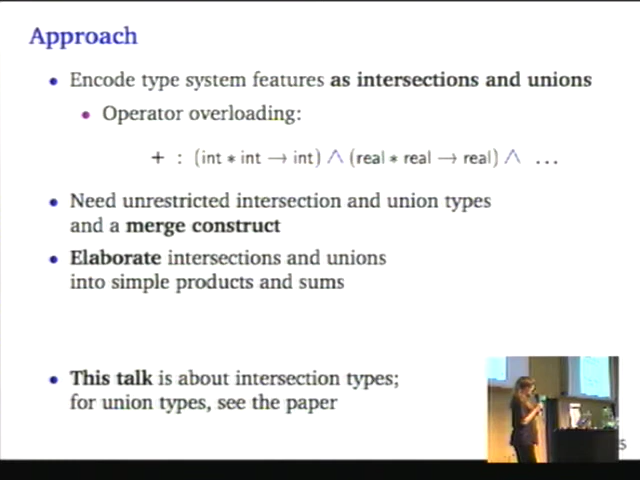 Approach
• Encode type system features as intersections and unions
• Operator overloading:
+ : (int ∗ int → int) ∧ (real ∗ real → real) ∧ ...
• Need unrestricted intersection and union types
and a merge construct
• Elaborate intersections and unions
into simple products and sums
• This talk is about intersection types;
for union types, see the paper
5